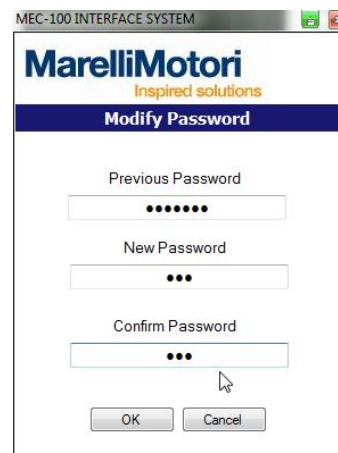 MEC-100 INTERFACE SYSTEM
MarelliMotori
Inspired solutions
Modify Password
Previous Password
•••••••
New Password
•••
Confirm Password
•••
OK Cancel